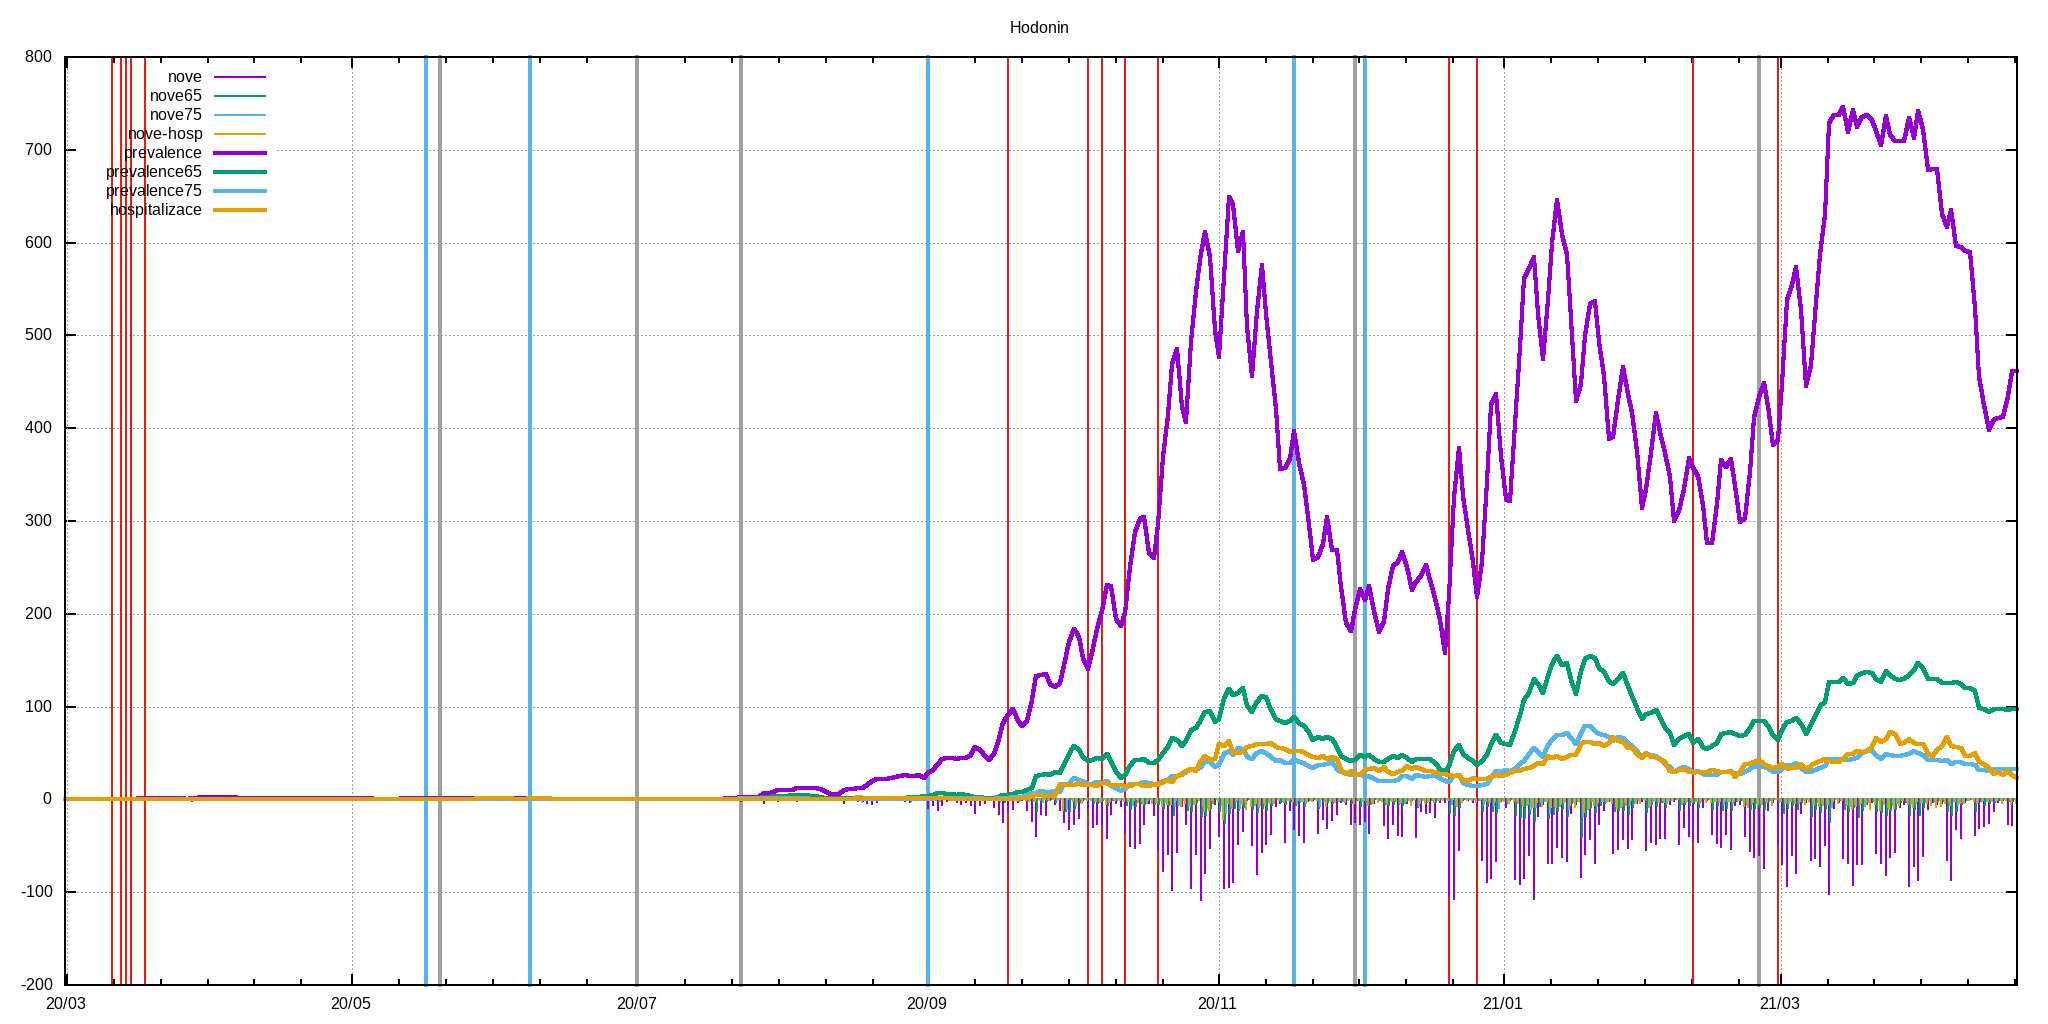 Hodonin
800
700
600
500
400
300
200
100
0
-100
-200
nove
nove65
nove75
nove-hosp
prevalence
prevalence65
prevalence75
hospitalizace
20/03
20/05
20/07
20/09
20/11
21/01
21/03